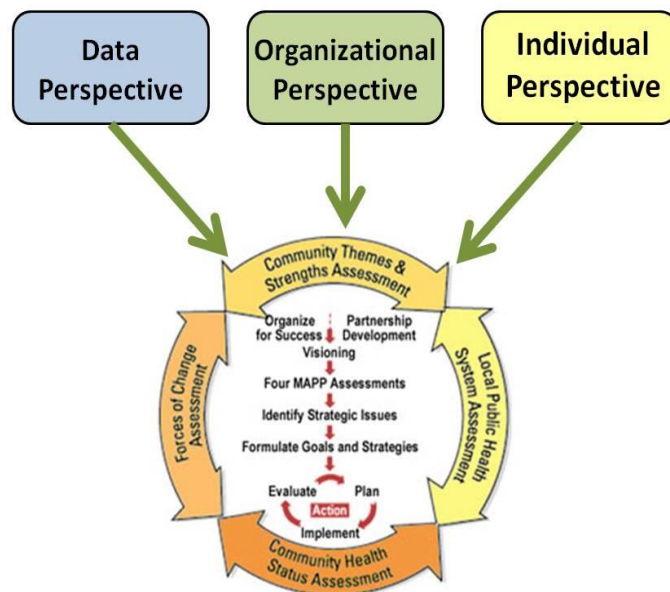 Data
Perspective
Organizational
Perspective
Individual
Perspective
Community Themes &
Strengths Assessment
Organize
for Success
Partnership
Development
Visioning
Four MAPP Assessments
Identify Strategic Issues
Formulate Goals and Strategies
Evaluate
Plan
Action
Implement
Forces of Change
Assessment
Local Public Health
System Assessment
Community Health
Status Assessment